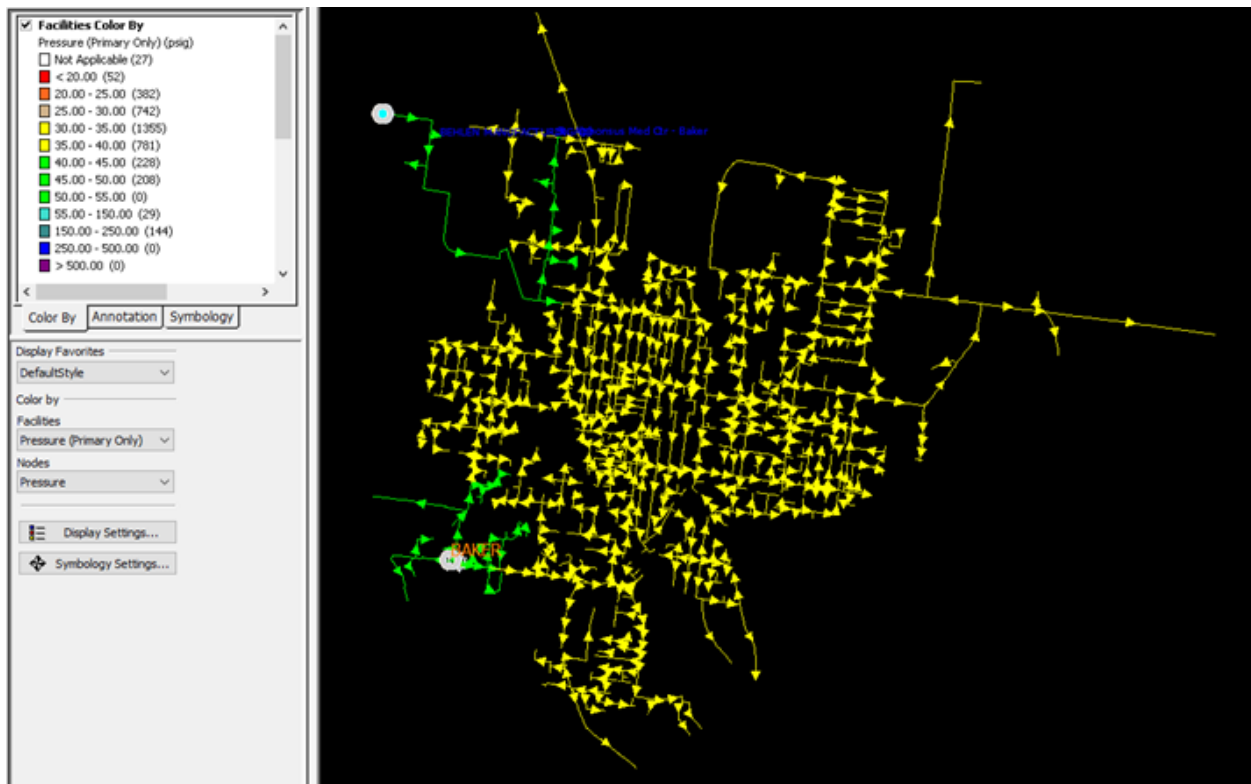 Facilities Color By
Pressure (Primary Only) (psig)
Not Applicable (27)
< 20.00 (52)
20.00 - 25.00 (382)
25.00 - 30.00 (742)
30.00 - 35.00 (1355)
35.00 - 40.00 (781)
40.00 - 45.00 (228)
45.00 - 50.00 (208)
50.00 - 55.00 (0)
55.00 - 150.00 (29)
150.00 - 250.00 (144)
250.00 - 500.00 (0)
> 500.00 (0)
Color By Annotation Symbology
Display Favorites
DefaultStyle
Color by
Facilities
Pressure (Primary Only)
Nodes
Pressure
Display Settings...
Symbology Settings...
Med Ctr - Baker
BAKER